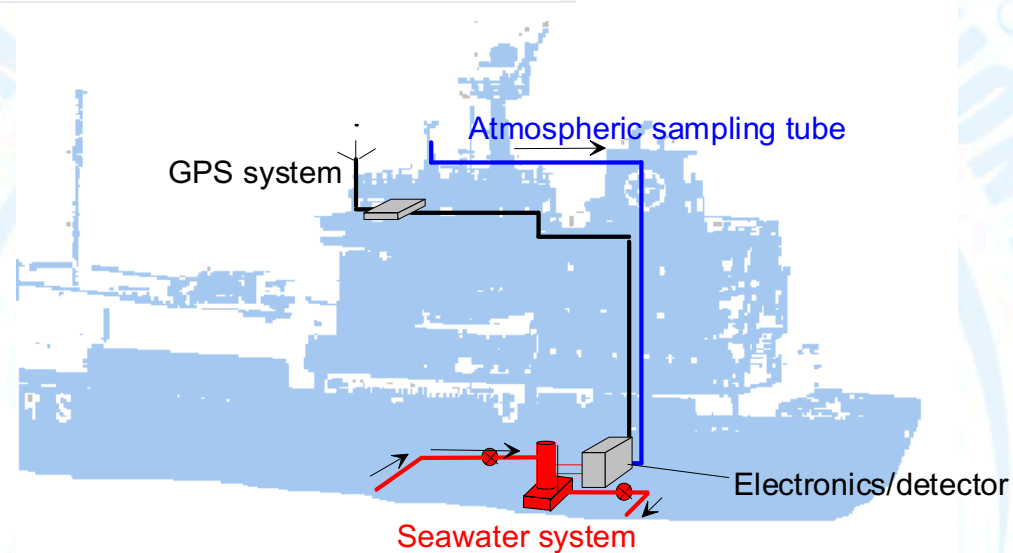 Atmospheric sampling tube
GPS system
T S
Electronics/detector
Seawater system